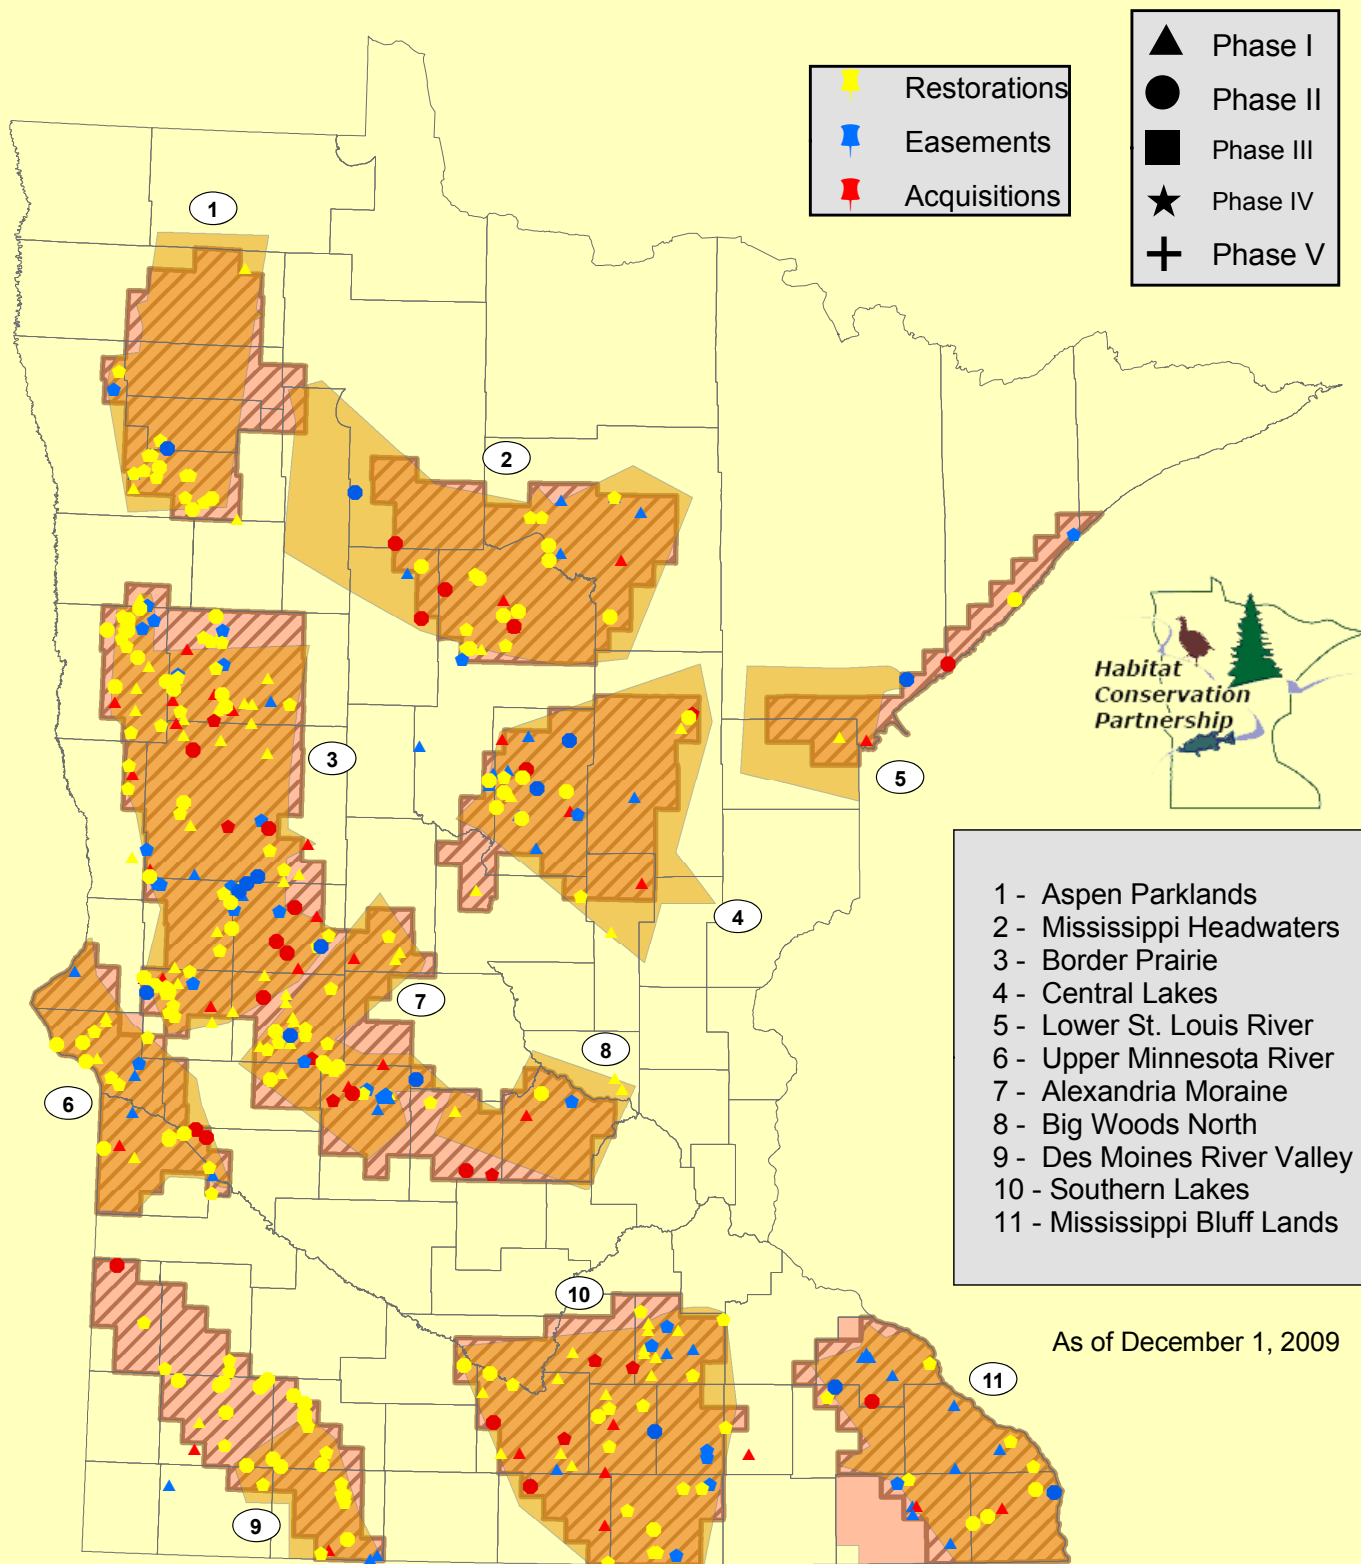 Restorations
Easements
Acquisitions
Phase I
Phase II
Phase III
Phase IV
Phase V
1
2
3
4
5
6
7
8
9
10
11
Habitat
Conservation
Partnership
1 - Aspen Parklands
2 - Mississippi Headwaters
3 - Border Prairie
4 - Central Lakes
5 - Lower St. Louis River
6 - Upper Minnesota River
7 - Alexandria Moraine
8 - Big Woods North
9 - Des Moines River Valley
10 - Southern Lakes
11 - Mississippi Bluff Lands
As of December 1, 2009